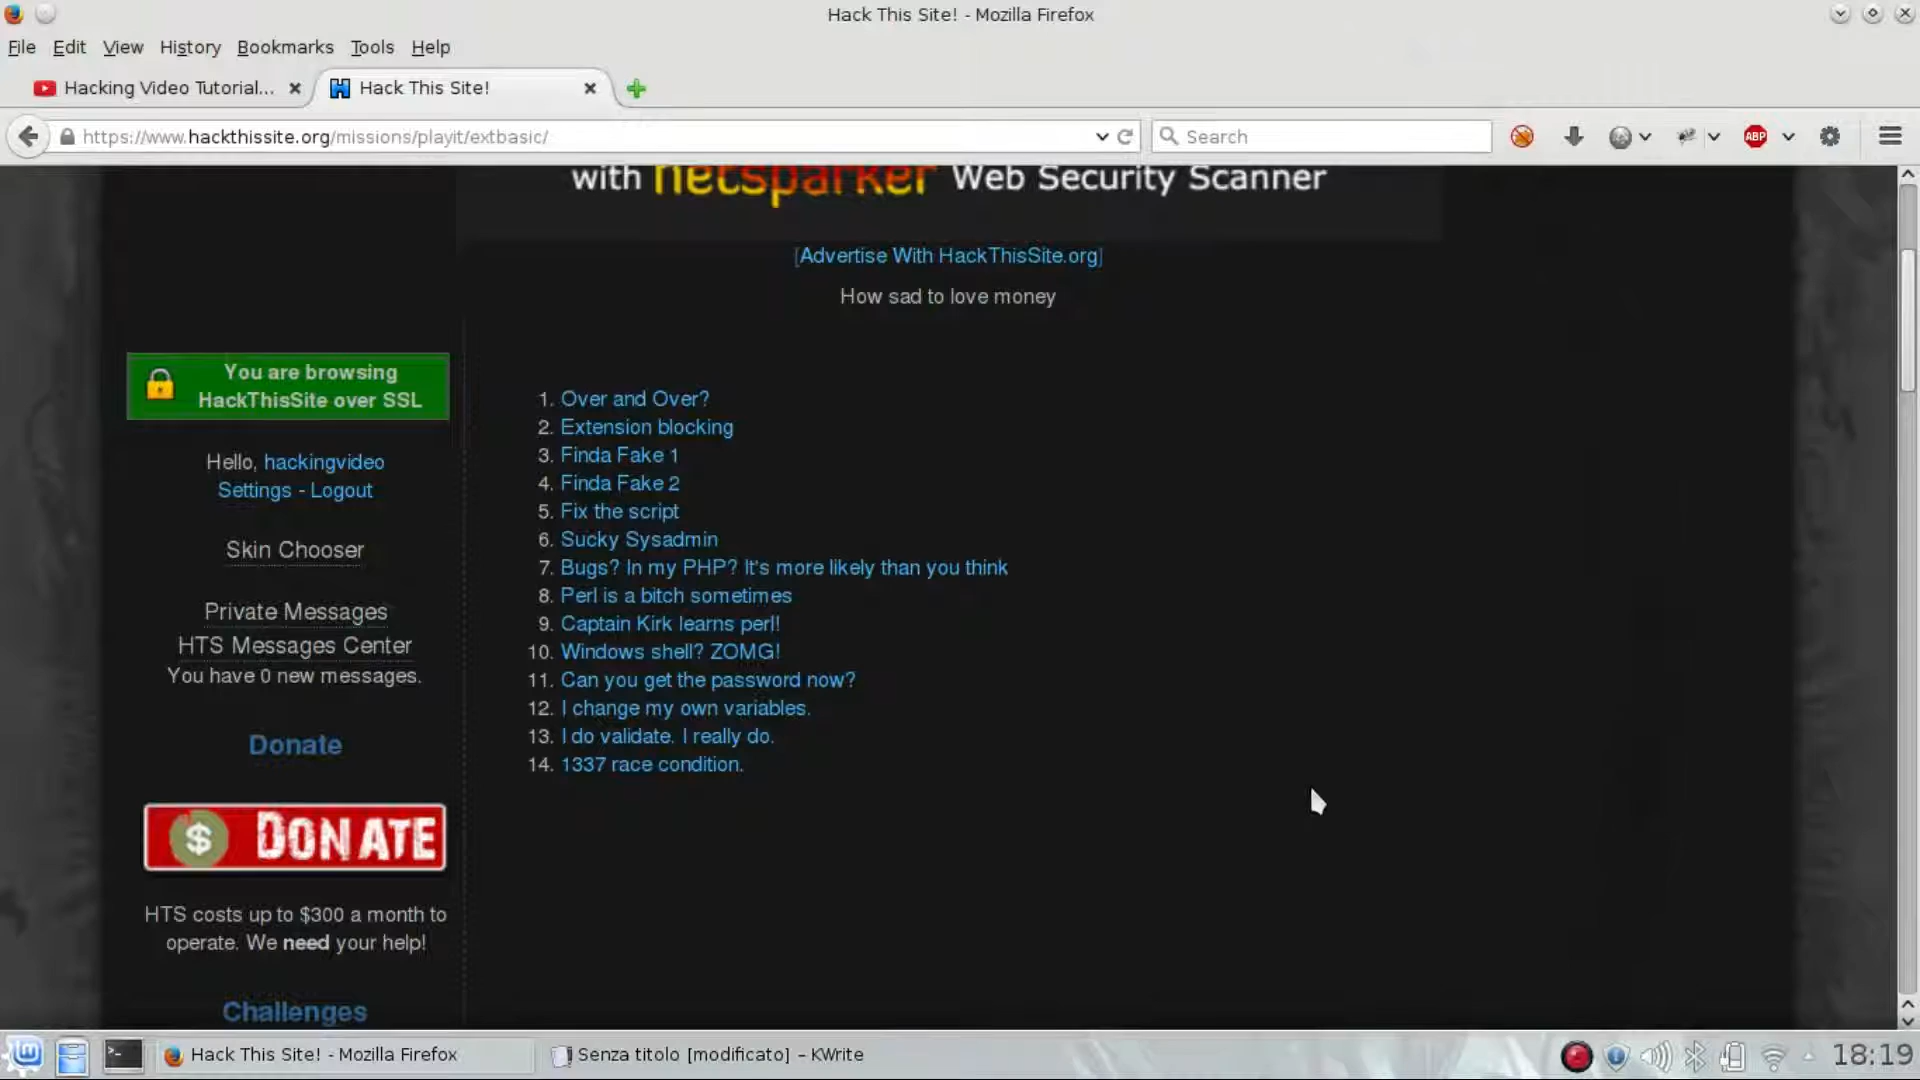 Hack This Site! - Mozilla Firefox
File Edit View History Bookmarks Tools Help
Hacking Video Tutorial... Hack This Site!
https://www.hackthissite.org/missions/playit/extbasic/ Search ABP
with netsparker Web Security Scanner
[Advertise With HackThisSite.org]
How sad to love money
You are browsing
HackThisSite over SSL
Hello, hackingvideo
Settings - Logout
Skin Chooser
Private Messages
HTS Messages Center
You have 0 new messages.
Donate
$ DONATE
HTS costs up to $300 a month to
operate. We need your help!
Challenges
1. Over and Over?
2. Extension blocking
3. Finda Fake 1
4. Finda Fake 2
5. Fix the script
6. Sucky Sysadmin
7. Bugs? In my PHP? It's more likely than you think
8. Perl is a bitch sometimes
9. Captain Kirk learns perl!
10. Windows shell? ZOMG!
11. Can you get the password now?
12. I change my own variables.
13. I do validate. I really do.
14. 1337 race condition.
Hack This Site! - Mozilla Firefox Senza titolo [modificato] – KWrite 18:19